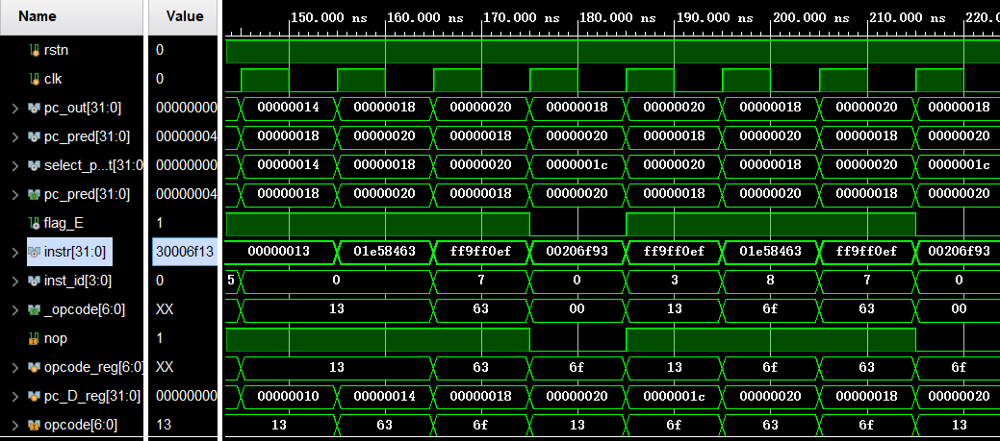 Name Value 150.000 ns 160.000 ns 170.000 ns 180.000 ns 190.000 ns 200.000 ns 210.000 ns 220.0
rstn 0
clk 0
pc_out[31:0] 00000000 00000014 00000018 00000020 00000018 00000020 00000018 00000020 00000018
pc_pred[31:0] 00000004 00000018 00000020 00000020 00000020 00000020 00000020 00000020 00000020
select_p...t[31:0 00000000 00000014 00000018 00000020 0000001c 00000020 00000018 00000020 0000001c
pc_pred[31:0] 00000004 00000018 00000020 00000020 00000020 00000020 00000020 00000020 00000020
flag_E 1
instr[31:0] 30006f13 00000013 01e58463 ff9ff0ef 00206f93 ff9ff0ef 01e58463 ff9ff0ef 00206f93
inst_id[3:0] 0 5 0 7 0 3 8 7 0
_opcode[6:0] XX 13 63 00 13 6f 63 00
nop 1
opcode_reg[6:0] XX 13 63 6f 13 6f 63 6f
pc_D_reg[31:0] 00000000 00000010 00000014 00000018 00000020 0000001c 00000020 00000018 00000020
opcode[6:0] 13 13 63 6f 13 6f 63 6f 13